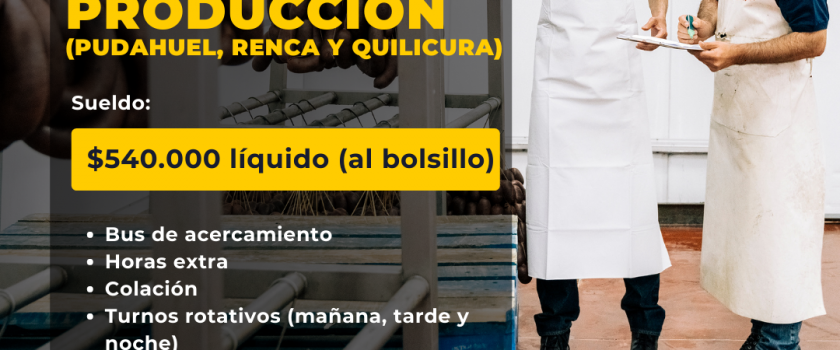 PRODUCCIÓN
(PUDAHUEL, RENCA Y QUILICURA)
Sueldo:
$540.000 líquido (al bolsillo)
• Bus de acercamiento
• Horas extra
• Colación
• Turnos rotativos (mañana, tarde y
noche)